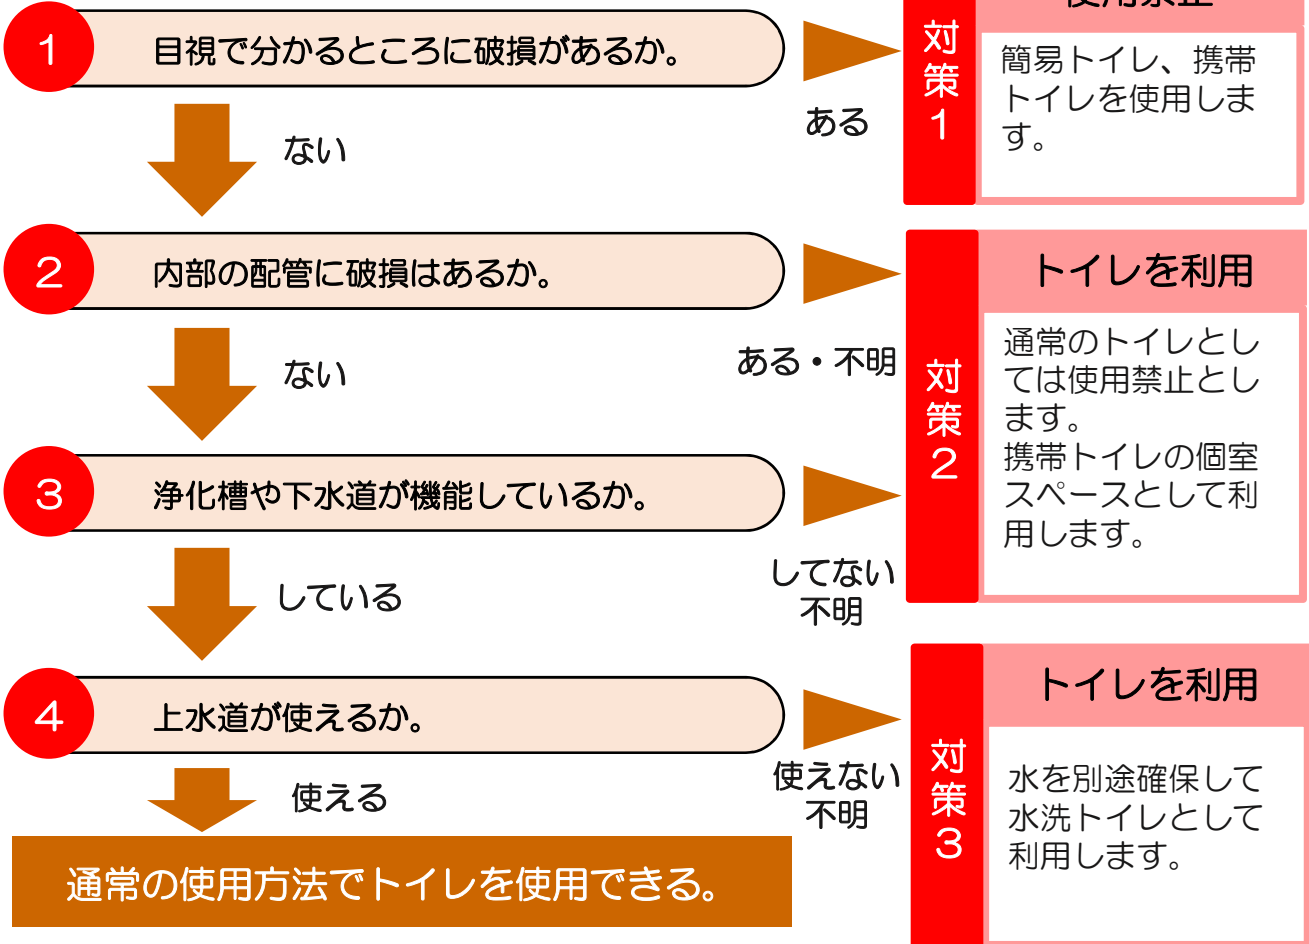 使用禁止
1
目視で分かるところに破損があるか。
ある
対策1
簡易トイレ、携帯
トイレを使用しま
す。
ない
2
内部の配管に破損はあるか。
ある・不明
対策2
トイレを利用
通常のトイレとし
ては使用禁止とし
ます。
携帯トイレの個室
スペースとして利
用します。
ない
3
浄化槽や下水道が機能しているか。
してない
不明
している
4
上水道が使えるか。
使えない
不明
対策3
トイレを利用
水を別途確保して
水洗トイレとして
利用します。
使える
通常の使用方法でトイレを使用できる。